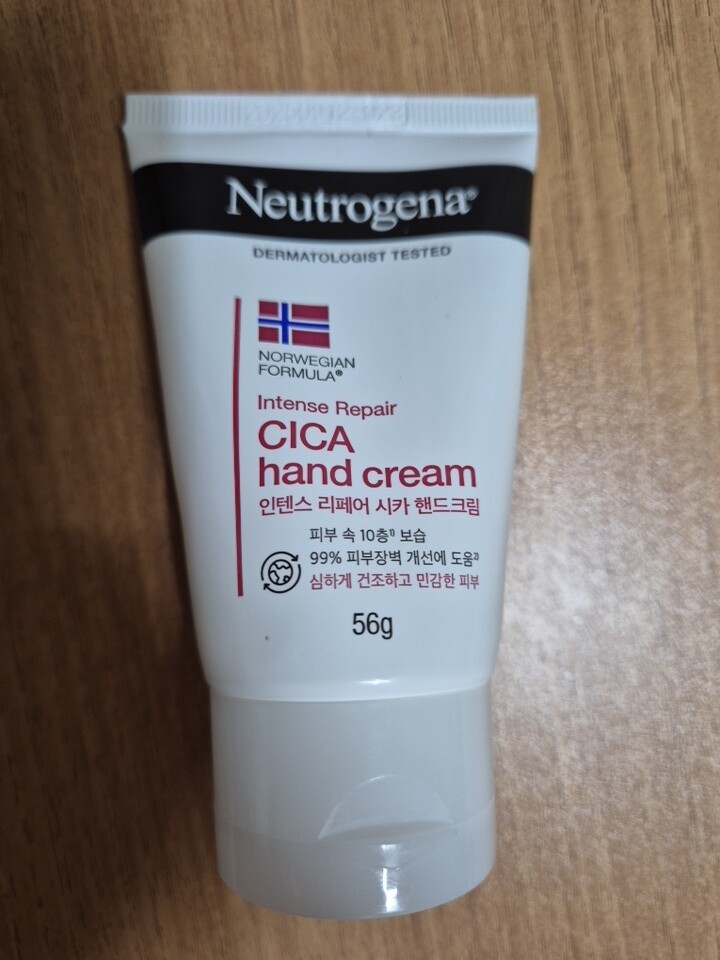 Neutrogena®
DERMATOLOGIST TESTED
NORWEGIAN
FORMULA®
Intense Repair
CICA
hand cream
인텐스 리페어 시카 핸드크림
피부 속 10층¹⁾ 보습
99% 피부장벽 개선에 도움²⁾
심하게 건조하고 민감한 피부
56g